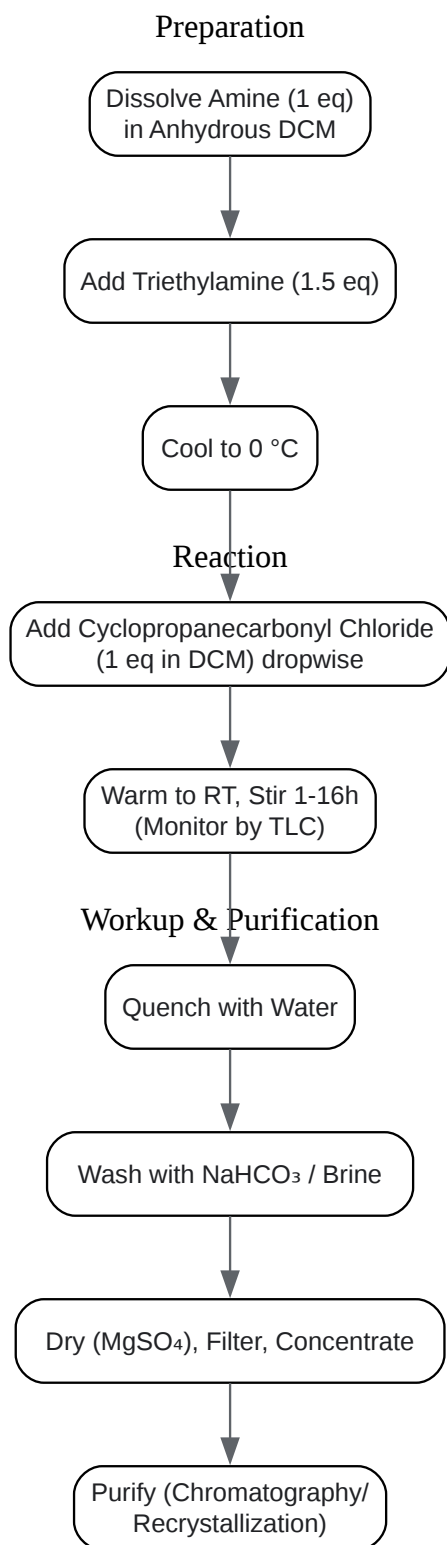 Preparation
Dissolve Amine (1 eq)
in Anhydrous DCM
Add Triethylamine (1.5 eq)
Cool to 0 °C
Reaction
Add Cyclopropanecarbonyl Chloride
(1 eq in DCM) dropwise
Warm to RT, Stir 1-16h
(Monitor by TLC)
Workup & Purification
Quench with Water
Wash with NaHCO₃ / Brine
Dry (MgSO₄), Filter, Concentrate
Purify (Chromatography/
Recrystallization)